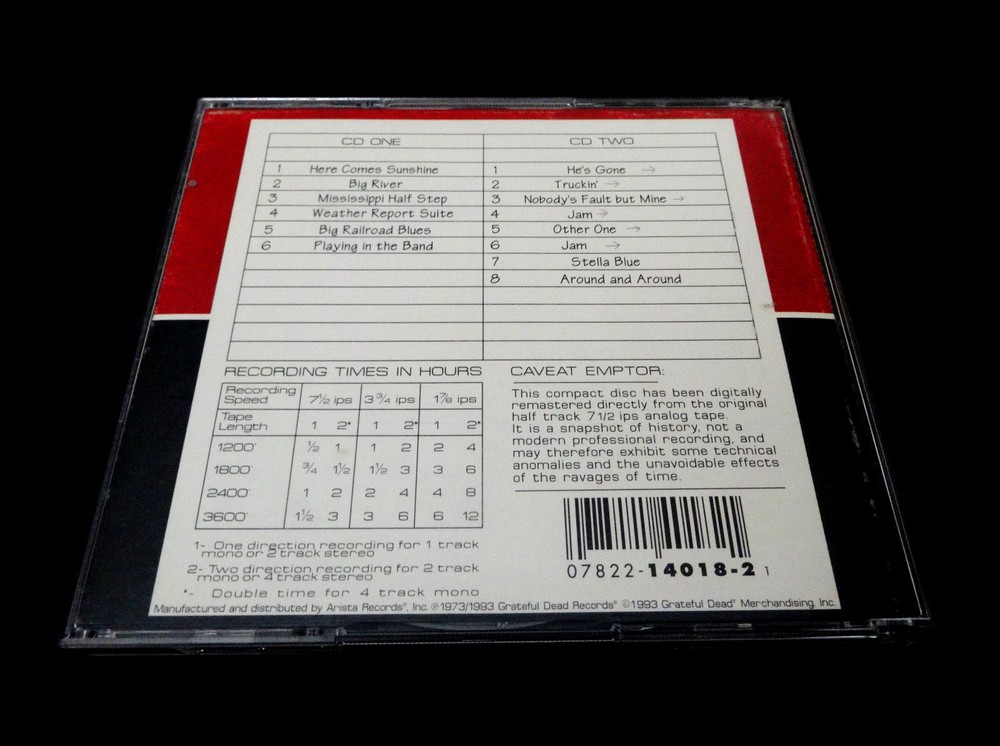 CD ONE
1 Here Comes Sunshine
2 Big River
3 Mississippi Half Step
4 Weather Report Suite
5 Big Railroad Blues
6 Playing in the Band
CD TWO
1 He's Gone →
2 Truckin' →
3 Nobody's Fault but Mine →
4 Jam →
5 Other One →
6 Jam →
7 Stella Blue
8 Around and Around
RECORDING TIMES IN HOURS
Recording Speed 7½ ips 3¾ ips 1⅞ ips
Tape Length 1 2* 1 2* 1 2*
1200' ½ 1 1 2 2 4
1800' ¾ 1½ 1½ 3 3 6
2400' 1 2 2 4 4 8
3600' 1½ 3 3 6 6 12
1- One direction recording for 1 track
mono or 2 track stereo
2- Two direction recording for 2 track
mono or 4 track stereo
*- Double time for 4 track mono
CAVEAT EMPTOR:
This compact disc has been digitally
remastered directly from the original
half track 7 1/2 ips analog tape.
It is a snapshot of history, not a
modern professional recording, and
may therefore exhibit some technical
anomalies and the unavoidable effects
of the ravages of time.
07822-14018-2 1
Manufactured and distributed by Arista Records®, Inc. ℗1973/1993 Grateful Dead Records® ©1993 Grateful Dead® Merchandising, Inc.